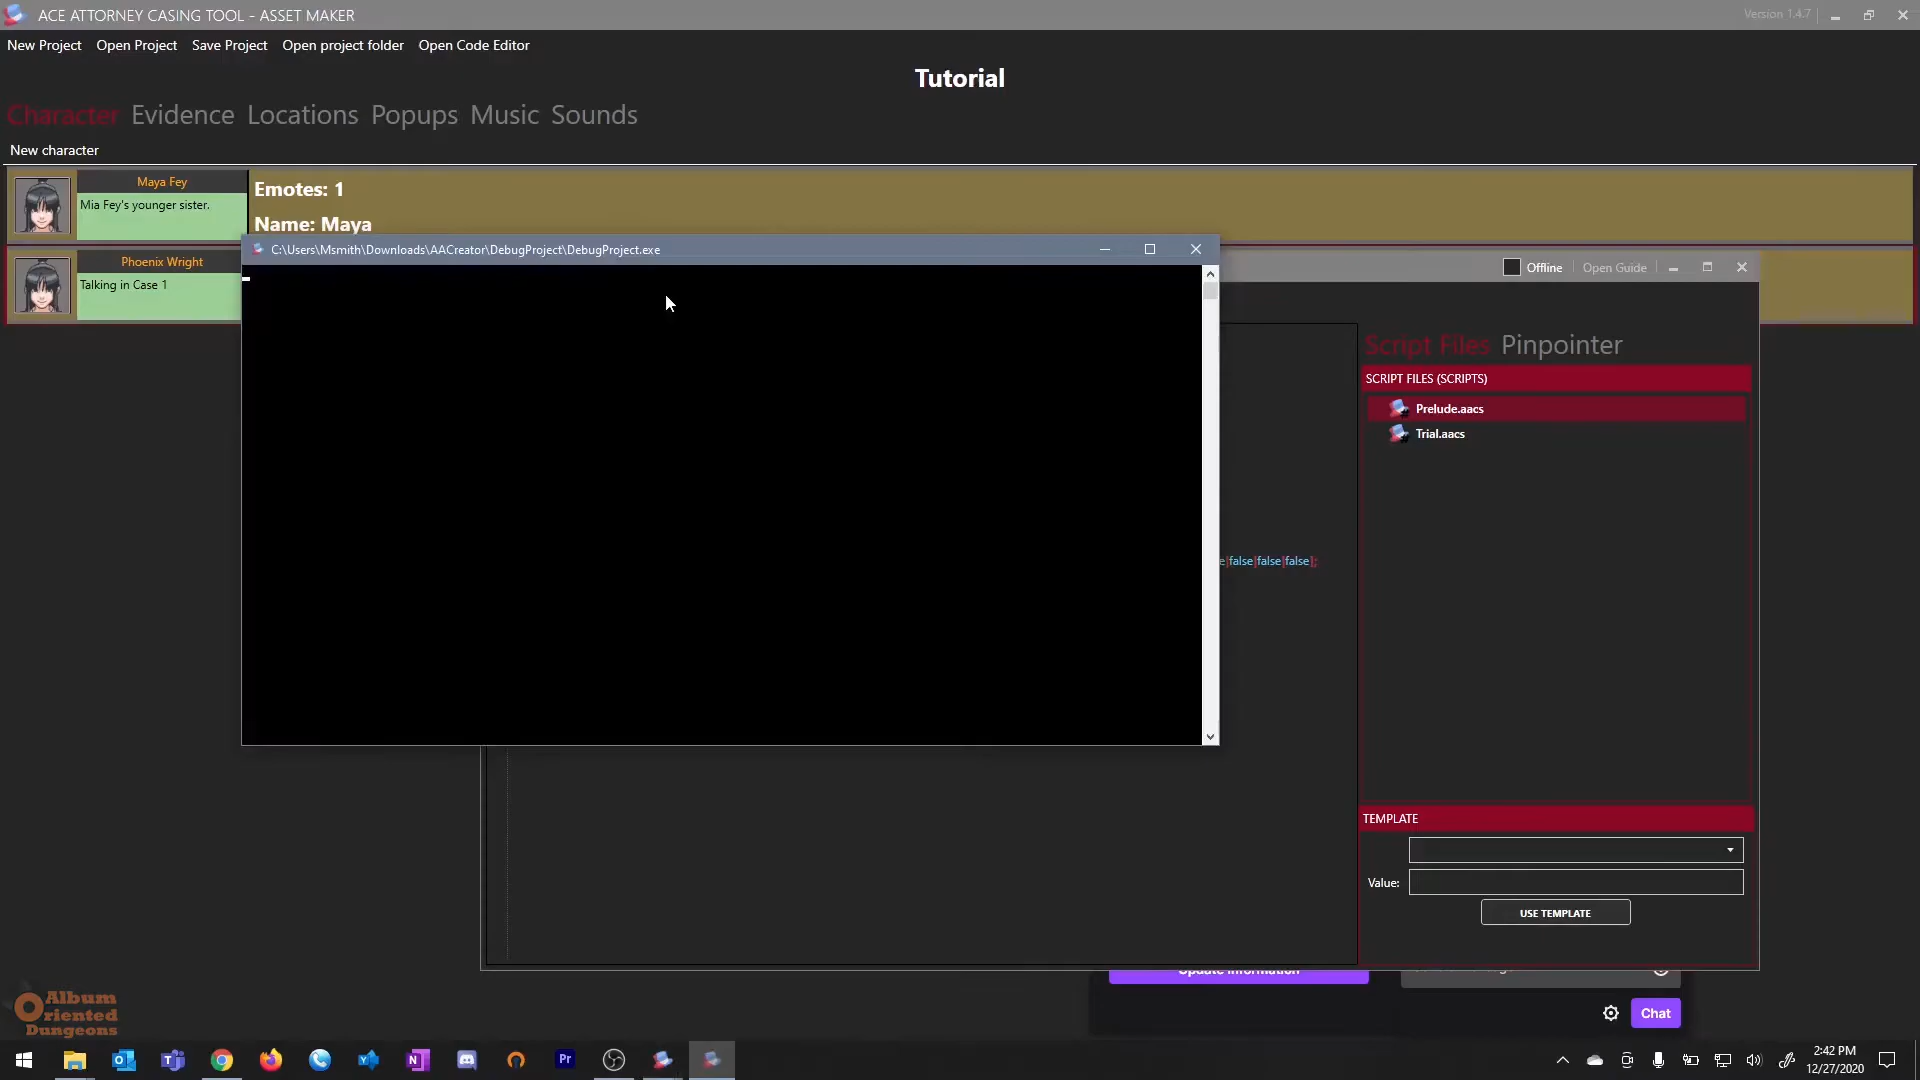 ACE ATTORNEY CASING TOOL - ASSET MAKER
Version 1.4.7
New Project Open Project Save Project Open project folder Open Code Editor
Tutorial
Character Evidence Locations Popups Music Sounds
New character
Maya Fey
Mia Fey's younger sister.
Emotes: 1
Name: Maya
Phoenix Wright
Talking in Case 1
C:\Users\Msmith\Downloads\AACreator\DebugProject\DebugProject.exe
Offline
Open Guide
Script Files Pinpointer
SCRIPT FILES (SCRIPTS)
Prelude.aacs
Trial.aacs
e|false|false|false];
TEMPLATE
Value:
USE TEMPLATE
Update Information
Chat
Album
Oriented
Dungeons
Pr
2:42 PM
12/27/2020